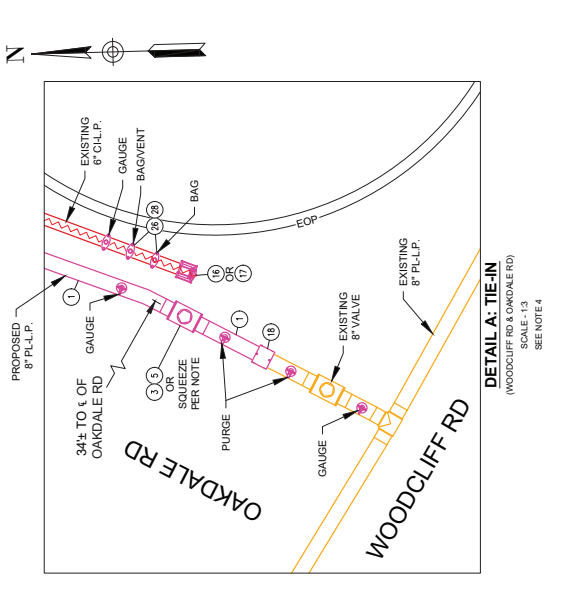 N
PROPOSED
8" PL-L.P.
1
EXISTING
6" CI-L.P.
GAUGE
BAG/VENT
26 28
BAG
16
OR
17
EOP
GAUGE
34'± TO ℄ OF
OAKDALE RD
3 5
OR
SQUEEZE
PER NOTE
1
18
PURGE
EXISTING
8" VALVE
GAUGE
EXISTING
8" PL-L.P.
OAKDALE RD
WOODCLIFF RD
DETAIL A: TIE-IN
(WOODCLIFF RD & OAKDALE RD)
SCALE - 1:3
SEE NOTE 4